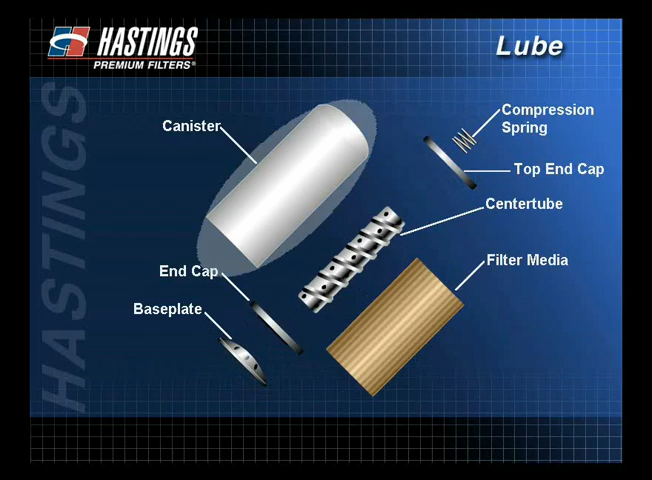 HASTINGS
PREMIUM FILTERS®
Lube
HASTINGS
Canister
Compression
Spring
Top End Cap
Centertube
Filter Media
End Cap
Baseplate